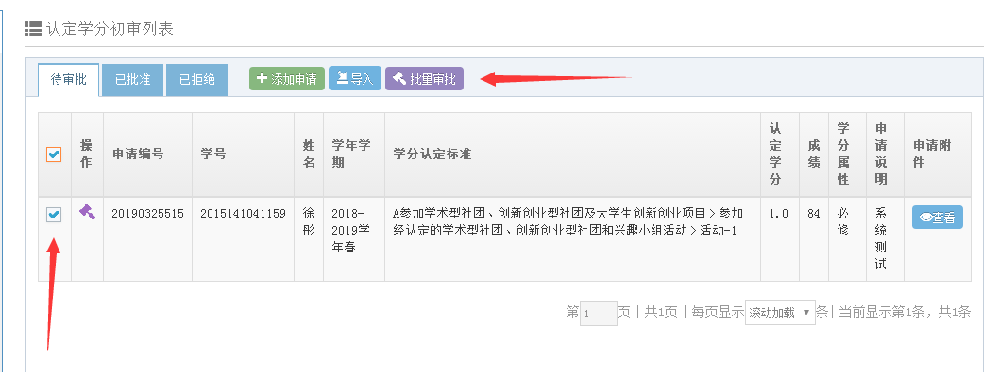 认定学分初审列表
待审批 已批准 已拒绝 添加申请 导入 批量审批
操作 申请编号 学号 姓名 学年学期 学分认定标准 认定学分 成绩 学分属性 申请说明 申请附件
20190325515 2015141041159 徐彤 2018-2019学年春 A参加学术型社团、创新创业型社团及大学生创新创业项目>参加经认定的学术型社团、创新创业型社团和兴趣小组活动>活动-1 1.0 84 必修 系统测试 查看
第1页|共1页|每页显示 滚动加载 ▼ 条|当前显示第1条，共1条